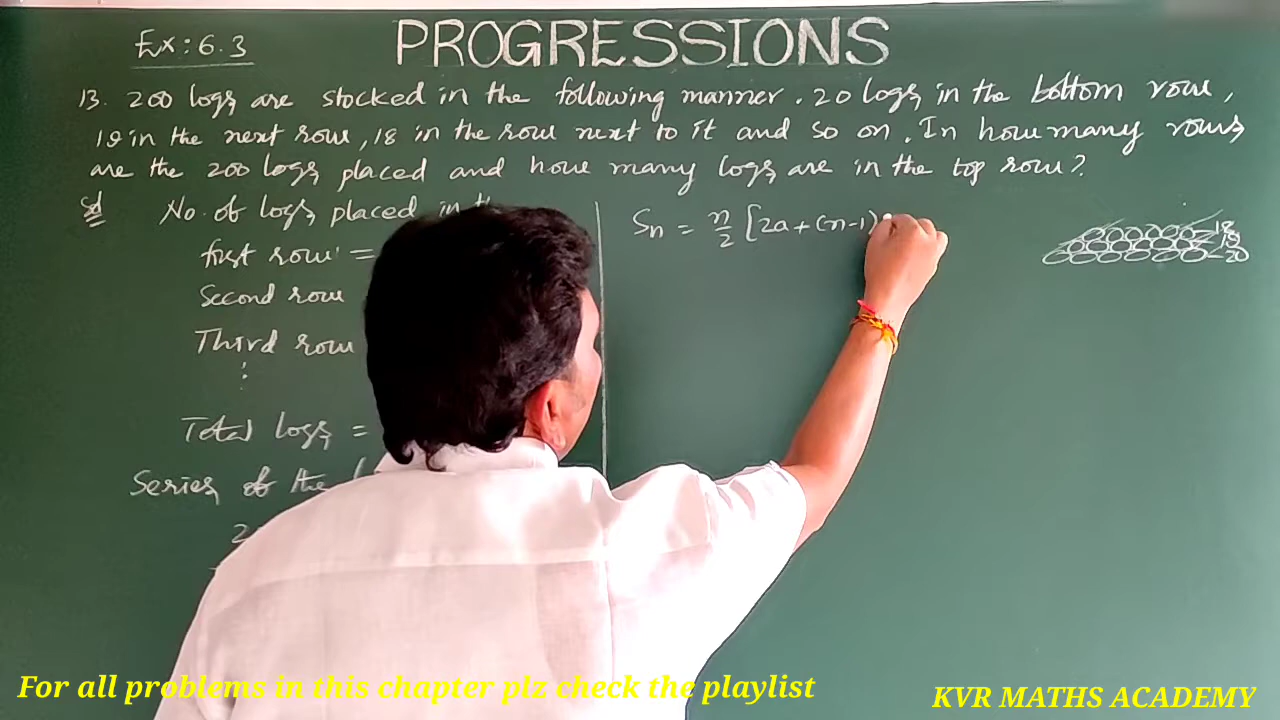 Ex: 6.3
PROGRESSIONS
13. 200 logs are stocked in the following manner. 20 logs in the bottom row,
19 in the next row, 18 in the row next to it and so on. In how many rows
are the 200 logs placed and how many logs are in the top row?
Sol No. of logs placed in the
first row =
Second row
Third row
⋮
Total logs =
Series of the
2
Sn = n/2 [2a+(n-1)
18
19
20
For all problems in this chapter plz check the playlist
KVR MATHS ACADEMY